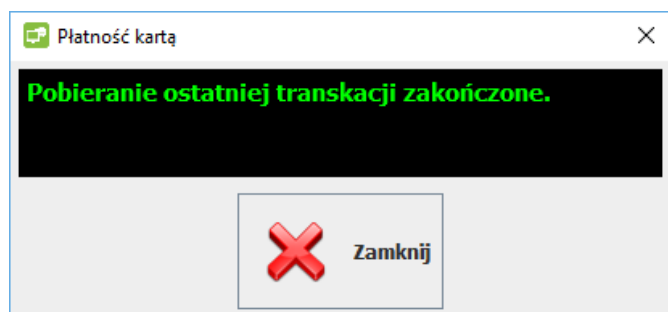 Płatność kartą
Pobieranie ostatniej transkacji zakończone.
Zamknij